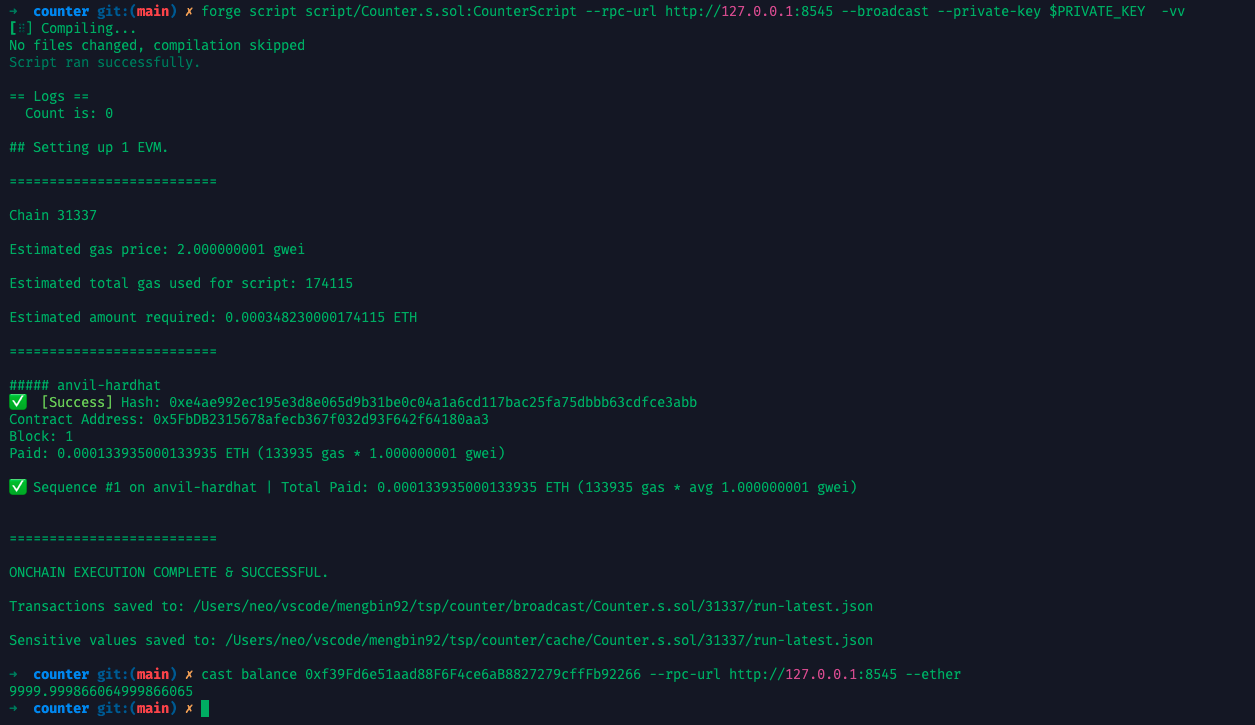 → counter git:(main) ✗ forge script script/Counter.s.sol:CounterScript --rpc-url http://127.0.0.1:8545 --broadcast --private-key $PRIVATE_KEY -vv
[⠃] Compiling...
No files changed, compilation skipped
Script ran successfully.
== Logs ==
Count is: 0
## Setting up 1 EVM.
==========================
Chain 31337
Estimated gas price: 2.000000001 gwei
Estimated total gas used for script: 174115
Estimated amount required: 0.000348230000174115 ETH
==========================
##### anvil-hardhat
✅ [Success] Hash: 0xe4ae992ec195e3d8e065d9b31be0c04a1a6cd117bac25fa75dbbb63cdfce3abb
Contract Address: 0x5FbDB2315678afecb367f032d93F642f64180aa3
Block: 1
Paid: 0.000133935000133935 ETH (133935 gas * 1.000000001 gwei)
✅ Sequence #1 on anvil-hardhat | Total Paid: 0.000133935000133935 ETH (133935 gas * avg 1.000000001 gwei)
==========================
ONCHAIN EXECUTION COMPLETE & SUCCESSFUL.
Transactions saved to: /Users/neo/vscode/mengbin92/tsp/counter/broadcast/Counter.s.sol/31337/run-latest.json
Sensitive values saved to: /Users/neo/vscode/mengbin92/tsp/counter/cache/Counter.s.sol/31337/run-latest.json
→ counter git:(main) ✗ cast balance 0xf39Fd6e51aad88F6F4ce6aB8827279cffFb92266 --rpc-url http://127.0.0.1:8545 --ether
9999.999866064999866065
→ counter git:(main) ✗